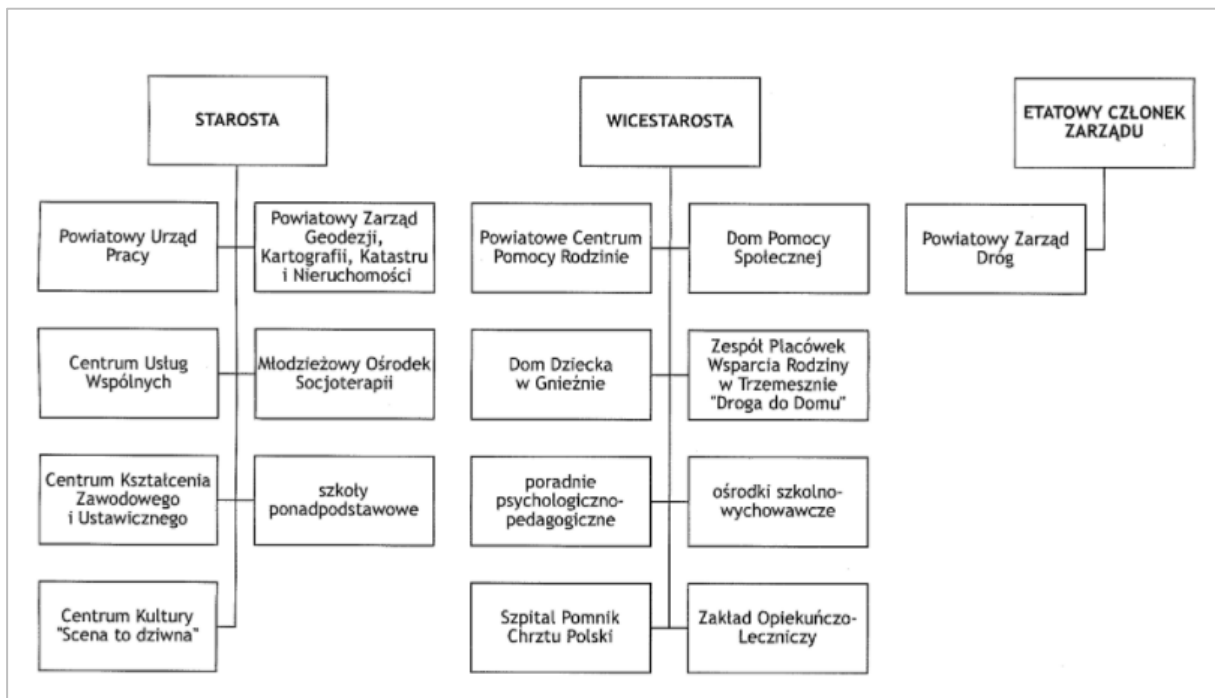 STAROSTA
WICESTAROSTA
ETATOWY CZŁONEK
ZARZĄDU
Powiatowy Urząd
Pracy
Powiatowy Zarząd
Geodezji,
Kartografii, Katastru
i Nieruchomości
Powiatowe Centrum
Pomocy Rodzinie
Dom Pomocy
Społecznej
Powiatowy Zarząd
Dróg
Centrum Usług
Wspólnych
Młodzieżowy Ośrodek
Socjoterapii
Dom Dziecka
w Gnieźnie
Zespół Placówek
Wsparcia Rodziny
w Trzemesznie
"Droga do Domu"
Centrum Kształcenia
Zawodowego
i Ustawicznego
szkoły
ponadpodstawowe
poradnie
psychologiczno-
pedagogiczne
ośrodki szkolno-
wychowawcze
Centrum Kultury
"Scena to dziwna"
Szpital Pomnik
Chrztu Polski
Zakład Opiekuńczo-
Leczniczy